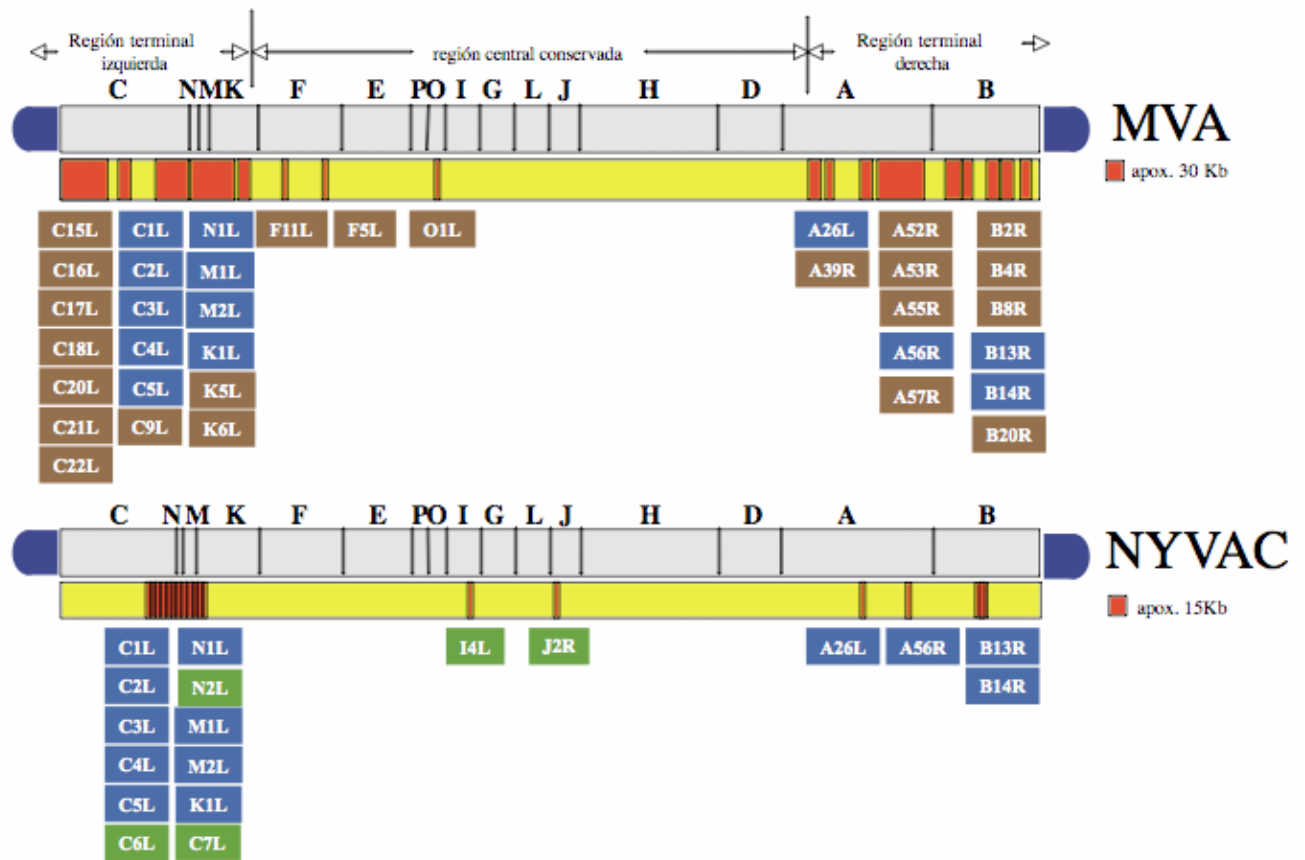 Región terminal
izquierda
región central conservada
Región terminal
derecha
C NMK F E PO I G L J H D A B
MVA
apox. 30 Kb
C15L C1L N1L F11L F5L O1L A26L A52R B2R
C16L C2L M1L A39R A53R B4R
C17L C3L M2L A55R B8R
C18L C4L K1L A56R B13R
C20L C5L K5L A57R B14R
C21L C9L K6L B20R
C22L
C N M K F E PO I G L J H D A B
NYVAC
apox. 15Kb
C1L N1L I4L J2R A26L A56R B13R
C2L N2L B14R
C3L M1L
C4L M2L
C5L K1L
C6L C7L